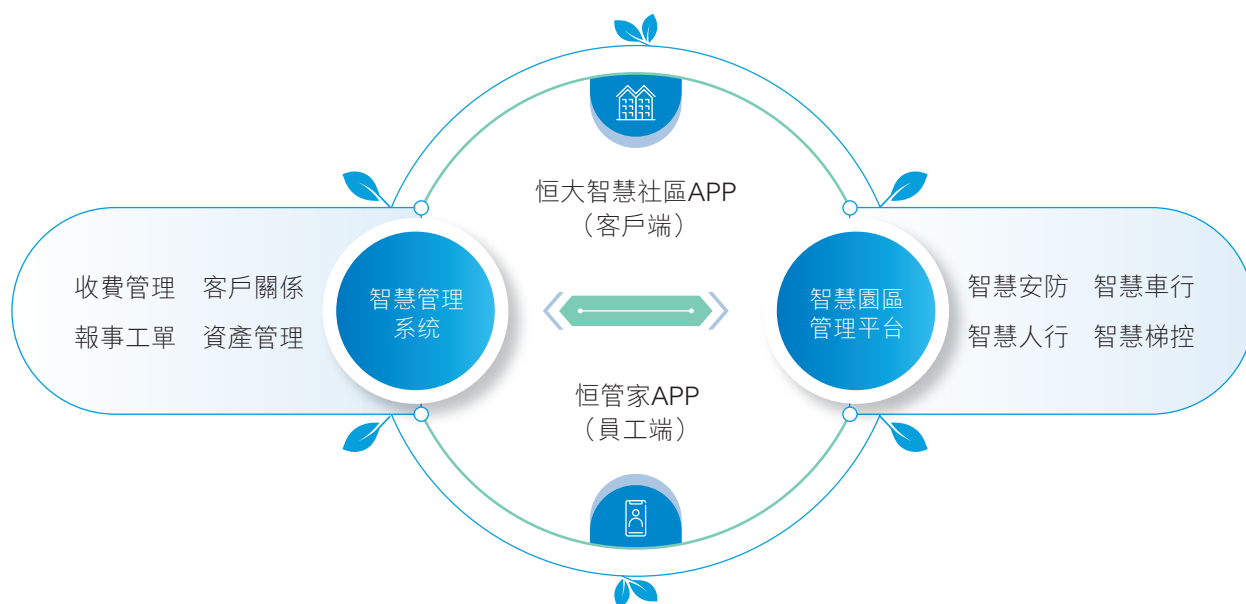 恒大智慧社區APP
（客戶端）
收費管理 客戶關係
報事工單 資產管理
智慧管理
系统
智慧園區
管理平台
智慧安防 智慧車行
智慧人行 智慧梯控
恒管家APP
（員工端）